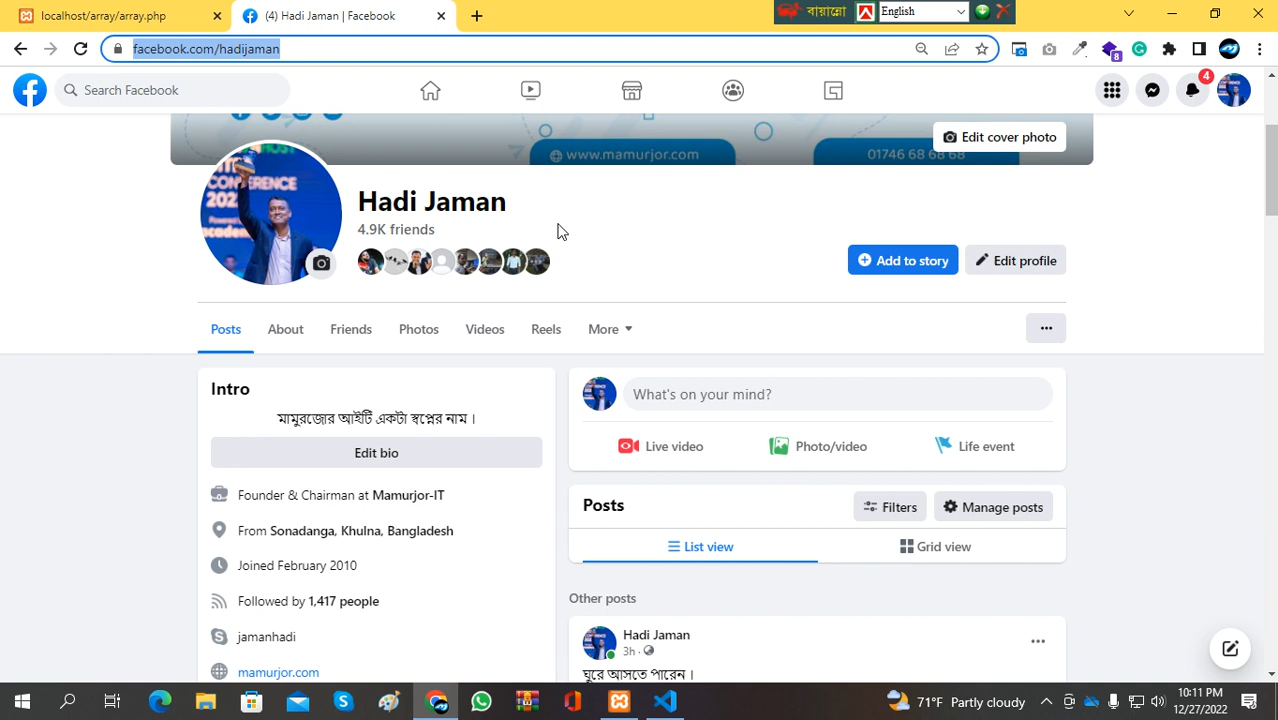 localhost/array/array.php
(4) Hadi Jaman | Facebook
বায়ান্নো
English
facebook.com/hadijaman
8
Search Facebook
4
www.mamurjor.com
01746 68 68 68
Edit cover photo
CONFERENCE
Hadi Jaman
4.9K friends
Add to story
Edit profile
Posts About Friends Photos Videos Reels More
Intro
মামুরজোর আইটি একটা স্বপ্নের নাম।
Edit bio
Founder & Chairman at Mamurjor-IT
From Sonadanga, Khulna, Bangladesh
Joined February 2010
Followed by 1,417 people
jamanhadi
mamurjor.com
What's on your mind?
Live video Photo/video Life event
Posts
Filters
Manage posts
List view
Grid view
Other posts
Hadi Jaman
3h
ঘুরে আসতে পারেন।
71°F Partly cloudy
10:11 PM
12/27/2022